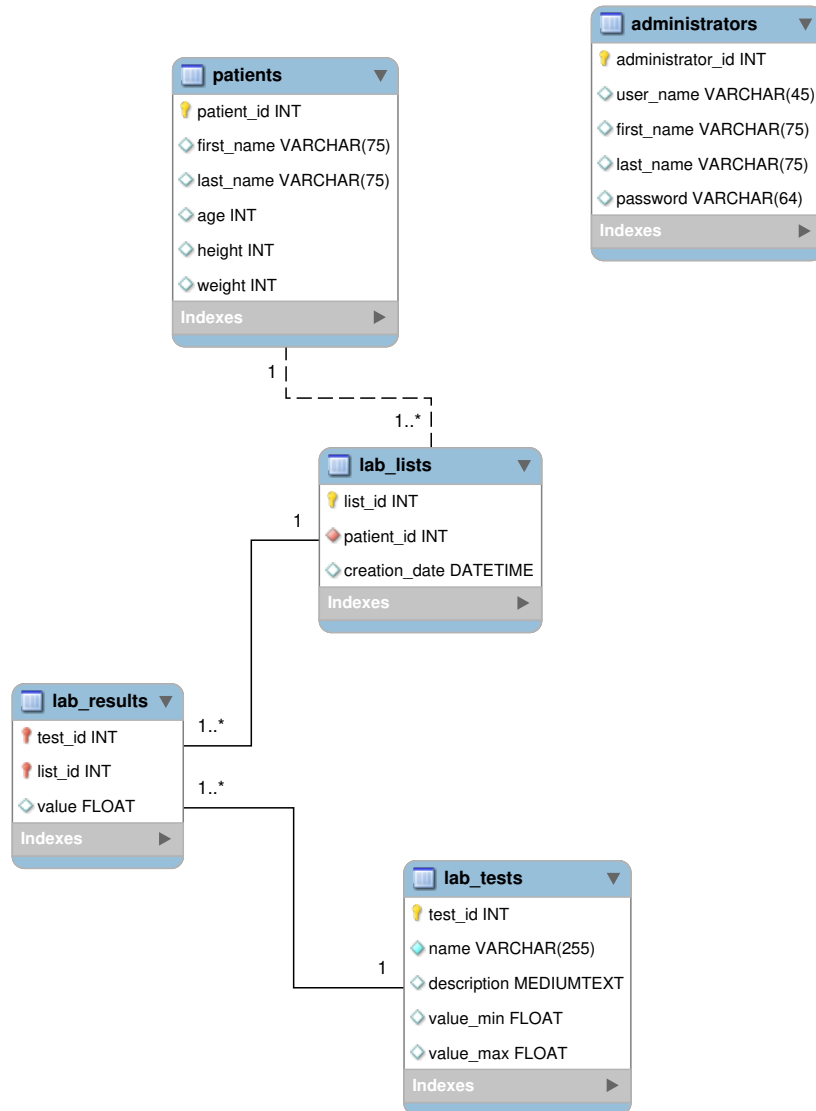 administrators
administrator_id INT
user_name VARCHAR(45)
first_name VARCHAR(75)
last_name VARCHAR(75)
password VARCHAR(64)
Indexes
patients
patient_id INT
first_name VARCHAR(75)
last_name VARCHAR(75)
age INT
height INT
weight INT
Indexes
1
1..*
lab_lists
list_id INT
patient_id INT
creation_date DATETIME
Indexes
1
1..*
lab_results
test_id INT
list_id INT
value FLOAT
Indexes
1..*
1
lab_tests
test_id INT
name VARCHAR(255)
description MEDIUMTEXT
value_min FLOAT
value_max FLOAT
Indexes